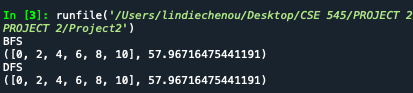 In [3]: runfile('/Users/lindiechenou/Desktop/CSE 545/PROJECT 2
PROJECT 2/Project2')
BFS
([0, 2, 4, 6, 8, 10], 57.96716475441191)
DFS
([0, 2, 4, 6, 8, 10], 57.96716475441191)